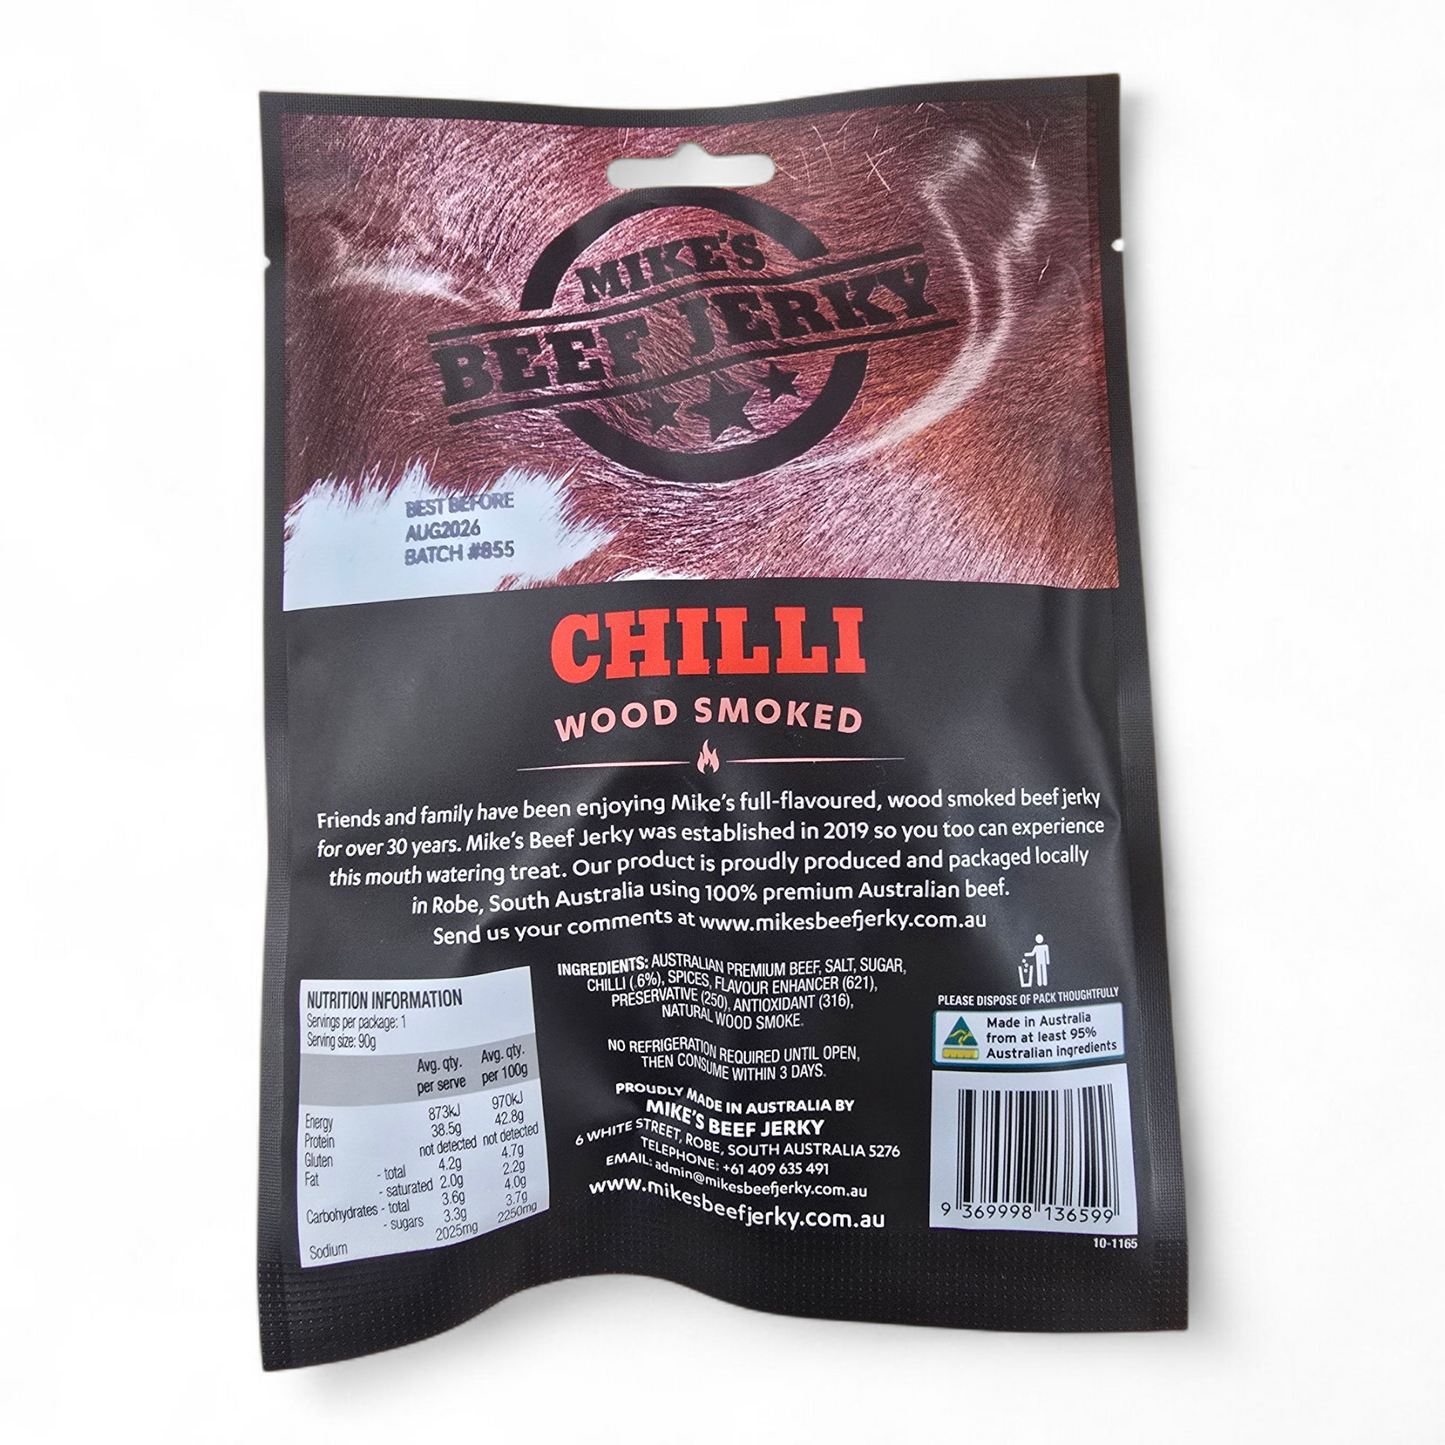 MIKE'S
BEEF JERKY
BEST BEFORE
AUG2026
BATCH #855
CHILLI
WOOD SMOKED
Friends and family have been enjoying Mike's full-flavoured, wood smoked beef jerky
for over 30 years. Mike's Beef Jerky was established in 2019 so you too can experience
this mouth watering treat. Our product is proudly produced and packaged locally
in Robe, South Australia using 100% premium Australian beef.
Send us your comments at www.mikesbeefjerky.com.au
NUTRITION INFORMATION
Servings per package: 1
Serving size: 90g
Avg. qty. Avg. qty.
per serve per 100g
Energy 873kJ 970kJ
Protein 38.5g 42.8g
Gluten not detected not detected
Fat - total 4.2g 4.7g
- saturated 2.0g 2.2g
Carbohydrates - total 3.6g 4.0g
- sugars 3.3g 3.7g
Sodium 2025mg 2250mg
INGREDIENTS: AUSTRALIAN PREMIUM BEEF, SALT, SUGAR,
CHILLI (.6%), SPICES, FLAVOUR ENHANCER (621),
PRESERVATIVE (250), ANTIOXIDANT (316),
NATURAL WOOD SMOKE.
NO REFRIGERATION REQUIRED UNTIL OPEN,
THEN CONSUME WITHIN 3 DAYS.
PROUDLY MADE IN AUSTRALIA BY
MIKE'S BEEF JERKY
6 WHITE STREET, ROBE, SOUTH AUSTRALIA 5276
TELEPHONE: +61 409 635 491
EMAIL: admin@mikesbeefjerky.com.au
www.mikesbeefjerky.com.au
PLEASE DISPOSE OF PACK THOUGHTFULLY
Made in Australia
from at least 95%
Australian ingredients
9 369998 136599
10-1165